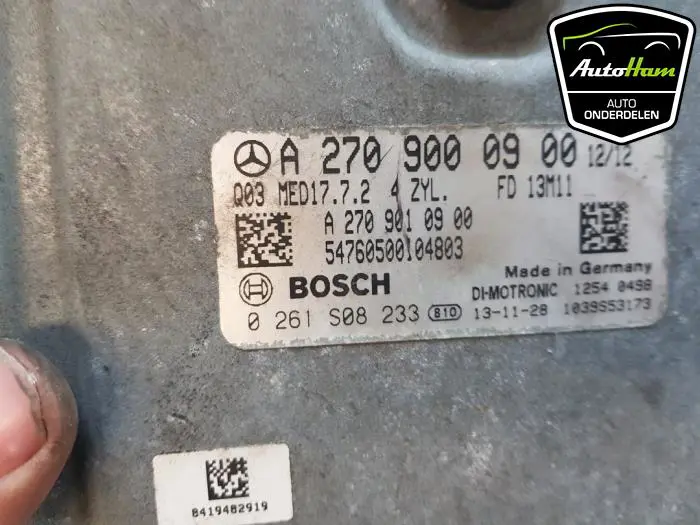 AutoHam
AUTO
ONDERDELEN
A 270 900 09 00 12/12
Q03 MED17.7.2 4 ZYL. FD 13M11
A 270 901 09 00
54760500104803
Made in Germany
BOSCH DI-MOTRONIC 1254 0498
0 261 S08 233 B10 13-11-28 1039S53173
8419482919